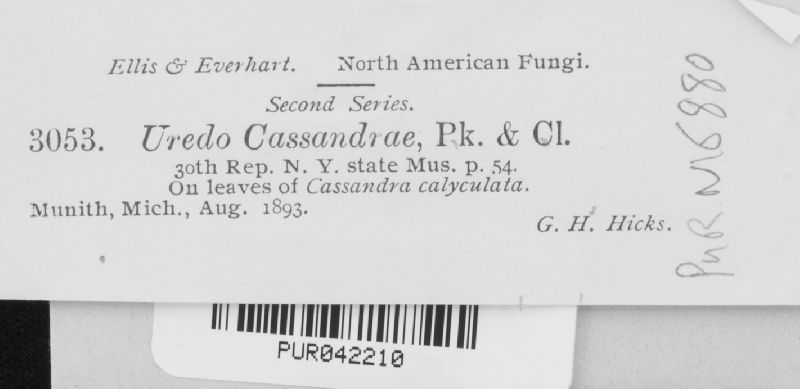 Ellis & Everhart. North American Fungi.
Second Series.
3053. Uredo Cassandrae, Pk. & Cl.
30th Rep. N. Y. state Mus. p. 54.
On leaves of Cassandra calyculata.
Munith, Mich., Aug. 1893.
G. H. Hicks.
PUR N6880
PUR042210